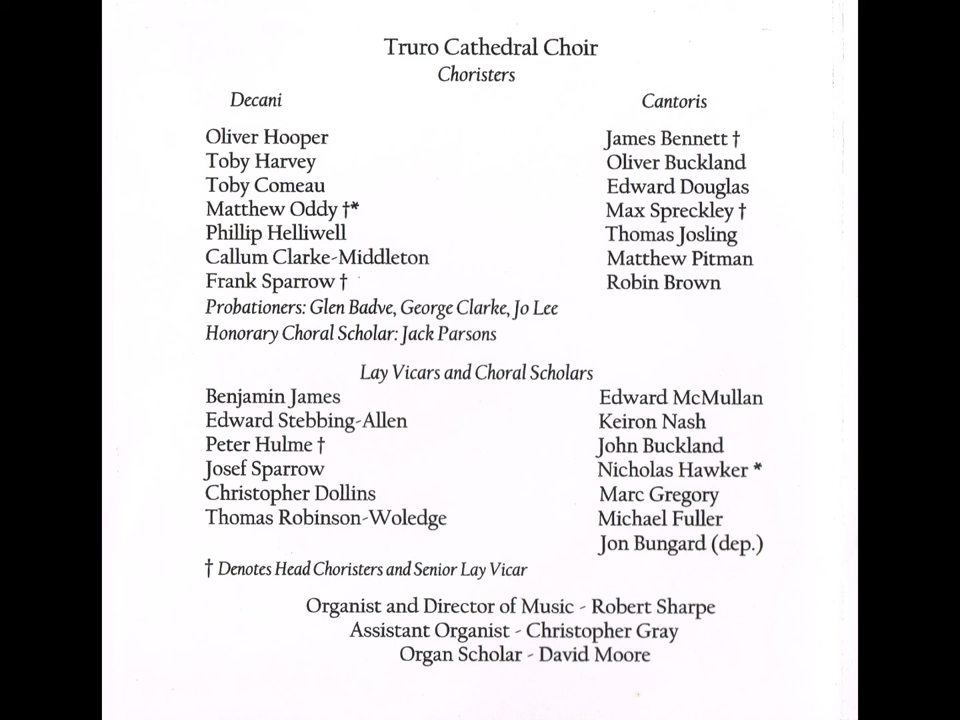 Truro Cathedral Choir
Choristers
Decani Cantoris
Oliver Hooper James Bennett †
Toby Harvey Oliver Buckland
Toby Comeau Edward Douglas
Matthew Oddy †* Max Spreckley †
Phillip Helliwell Thomas Josling
Callum Clarke-Middleton Matthew Pitman
Frank Sparrow † Robin Brown
Probationers: Glen Badve, George Clarke, Jo Lee
Honorary Choral Scholar: Jack Parsons
Lay Vicars and Choral Scholars
Benjamin James Edward McMullan
Edward Stebbing-Allen Keiron Nash
Peter Hulme † John Buckland
Josef Sparrow Nicholas Hawker *
Christopher Dollins Marc Gregory
Thomas Robinson-Woledge Michael Fuller
Jon Bungard (dep.)
† Denotes Head Choristers and Senior Lay Vicar
Organist and Director of Music - Robert Sharpe
Assistant Organist - Christopher Gray
Organ Scholar - David Moore